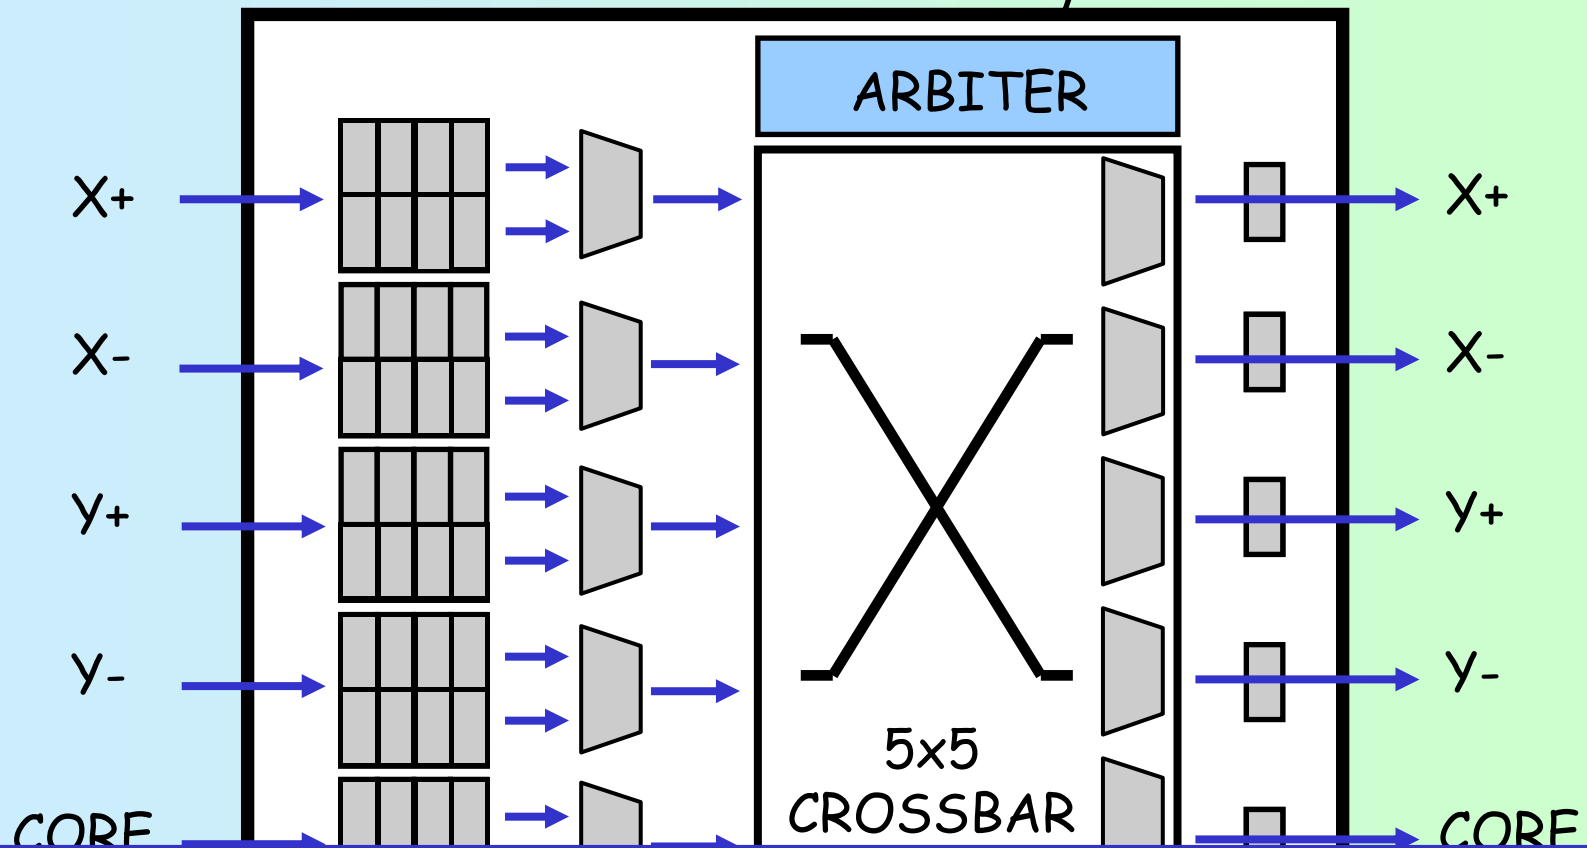 ARBITER
X+
X+
X-
X-
Y+
Y+
Y-
Y-
5x5
CROSSBAR
CORE
CORE